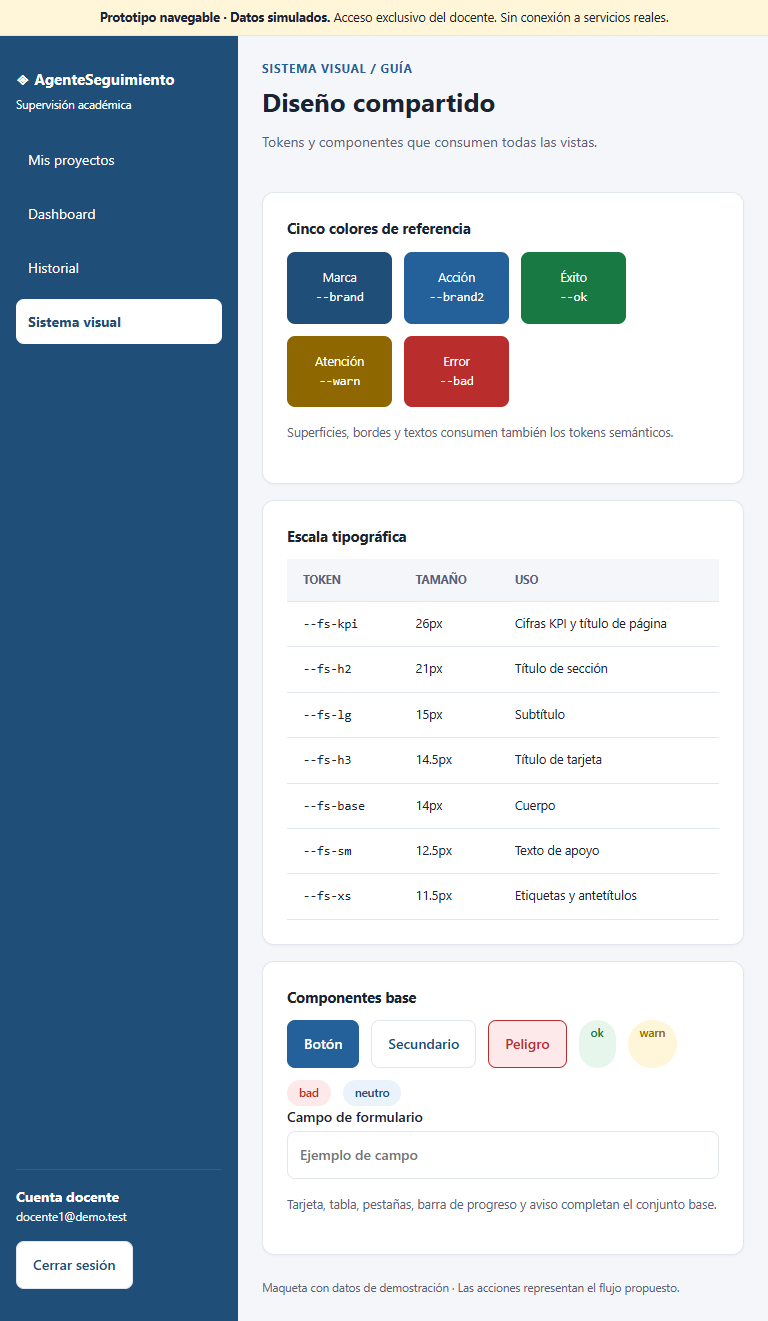 Prototipo navegable · Datos simulados. Acceso exclusivo del docente. Sin conexión a servicios reales.
◈ AgenteSeguimiento
Supervisión académica
Mis proyectos
Dashboard
Historial
Sistema visual
Cuenta docente
docente1@demo.test
Cerrar sesión
SISTEMA VISUAL / GUÍA
Diseño compartido
Tokens y componentes que consumen todas las vistas.
Cinco colores de referencia
Marca
--brand
Acción
--brand2
Éxito
--ok
Atención
--warn
Error
--bad
Superficies, bordes y textos consumen también los tokens semánticos.
Escala tipográfica
TOKEN TAMAÑO USO
--fs-kpi 26px Cifras KPI y título de página
--fs-h2 21px Título de sección
--fs-lg 15px Subtítulo
--fs-h3 14.5px Título de tarjeta
--fs-base 14px Cuerpo
--fs-sm 12.5px Texto de apoyo
--fs-xs 11.5px Etiquetas y antetítulos
Componentes base
Botón Secundario Peligro ok warn
bad neutro
Campo de formulario
Ejemplo de campo
Tarjeta, tabla, pestañas, barra de progreso y aviso completan el conjunto base.
Maqueta con datos de demostración · Las acciones representan el flujo propuesto.